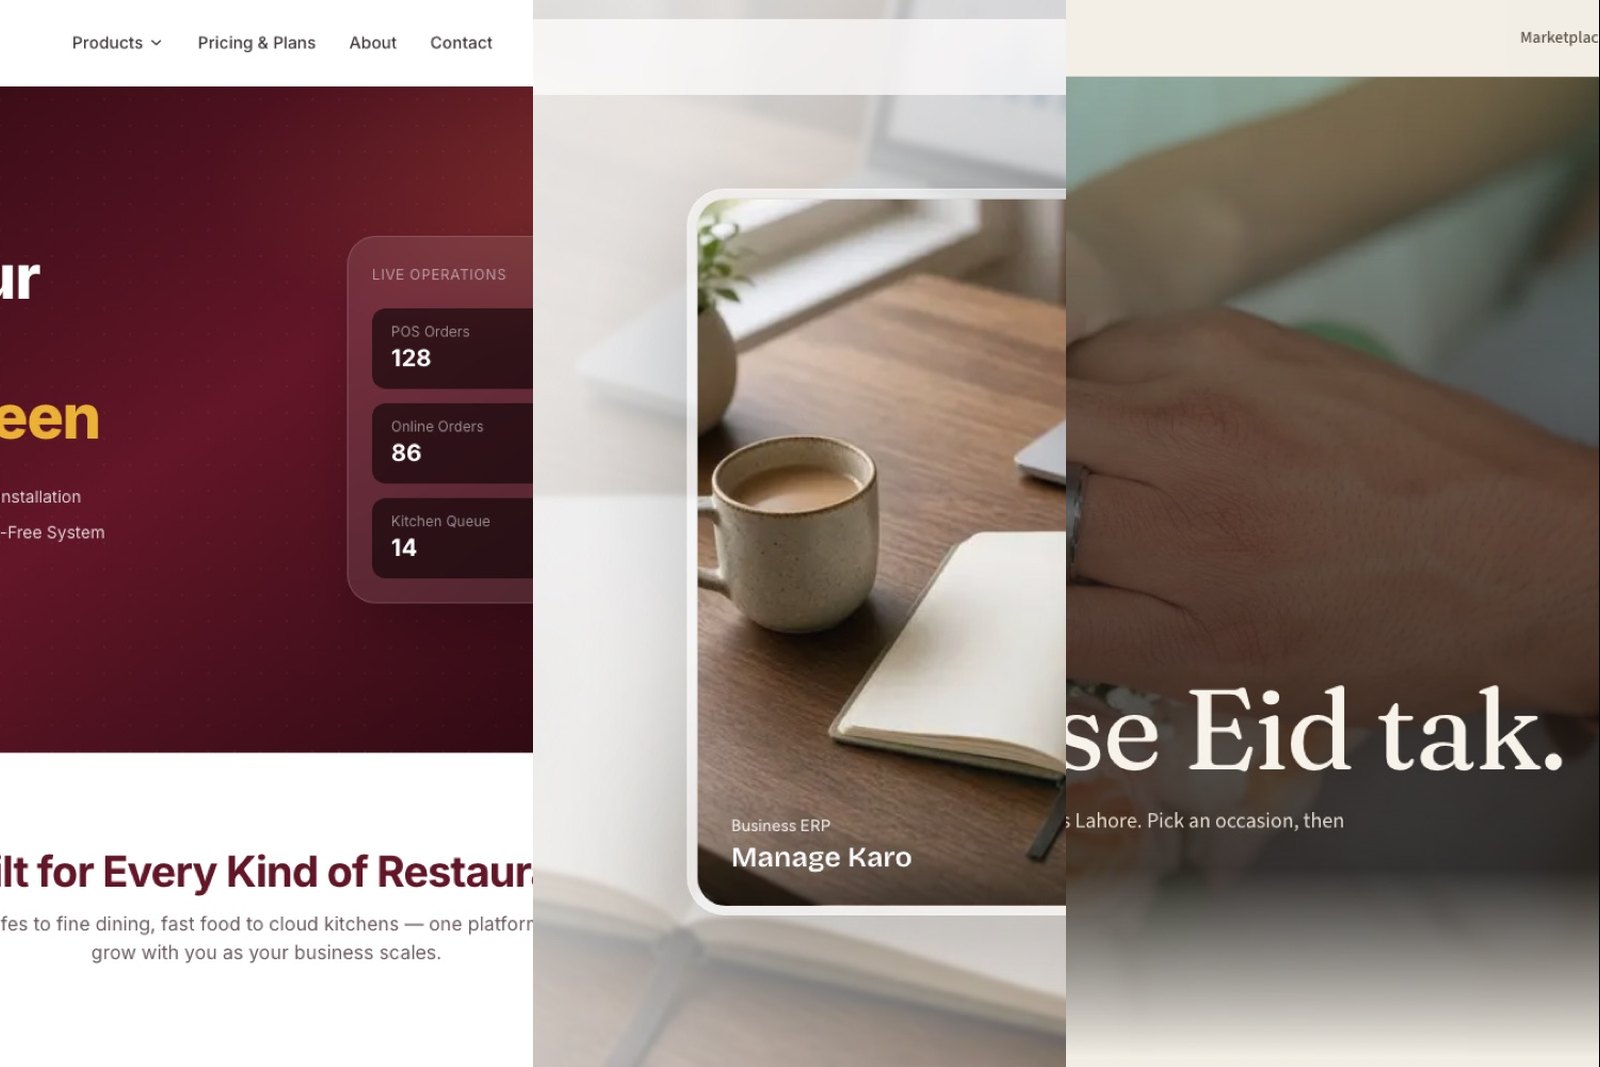 Products
Pricing & Plans
About
Contact
ur
een
nstallation
-Free System
LIVE OPERATIONS
POS Orders
128
Online Orders
86
Kitchen Queue
14
ilt for Every Kind of Restaur
fes to fine dining, fast food to cloud kitchens — one platform
grow with you as your business scales.
Business ERP
Manage Karo
Marketplac
se Eid tak.
s Lahore. Pick an occasion, then